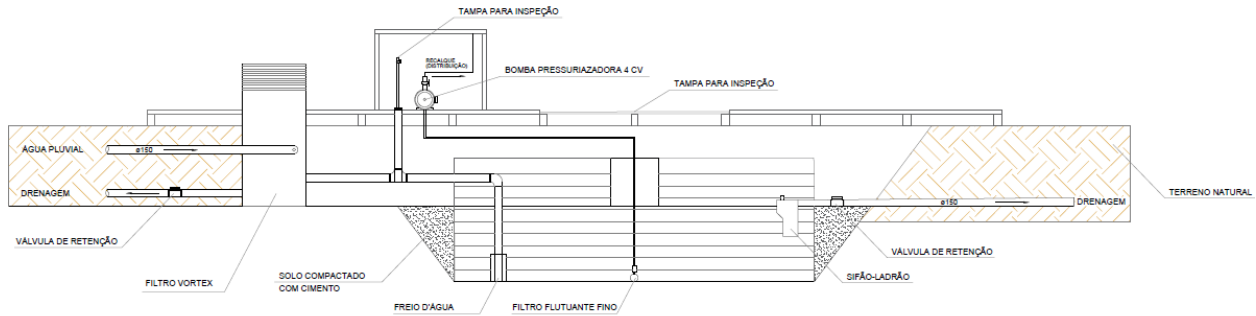 TAMPA PARA INSPEÇÃO
RECALQUE
(DISTRIBUIÇÃO)
BOMBA PRESSURIAZADORA 4 CV
TAMPA PARA INSPEÇÃO
ÁGUA PLUVIAL
ø150
DRENAGEM
TERRENO NATURAL
ø150
DRENAGEM
VÁLVULA DE RETENÇÃO
VÁLVULA DE RETENÇÃO
SOLO COMPACTADO
COM CIMENTO
SIFÃO-LADRÃO
FILTRO VORTEX
FREIO D'ÁGUA
FILTRO FLUTUANTE FINO